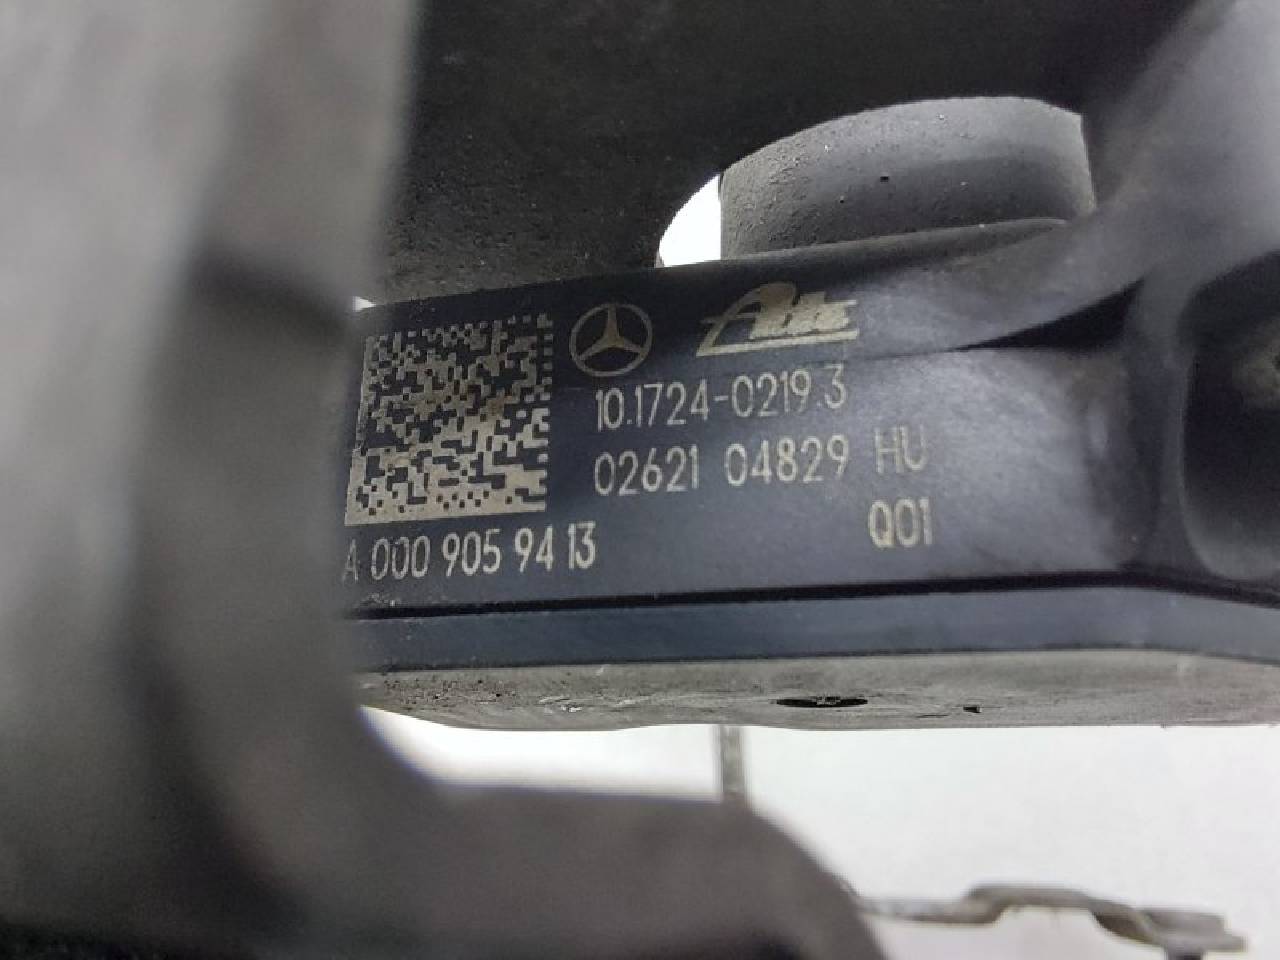 Ate
10.1724-0219.3
02621 04829 HU
Q01
A 000 905 94 13